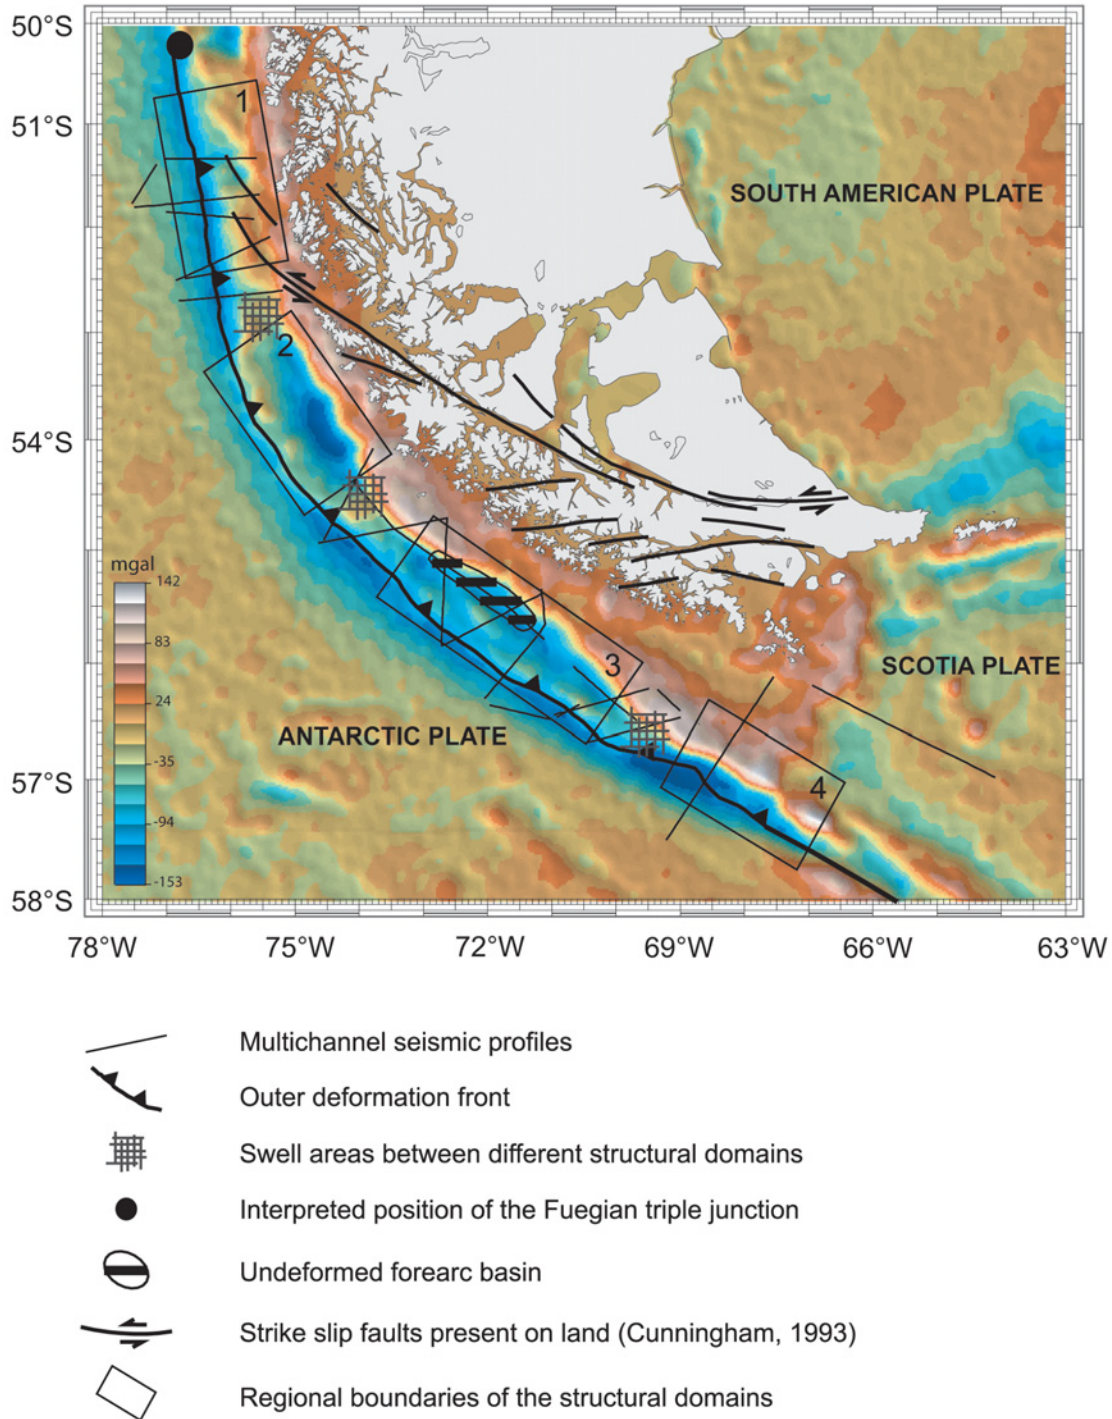 50°S
51°S
54°S
57°S
58°S
78°W
75°W
72°W
69°W
66°W
63°W
1
2
3
4
SOUTH AMERICAN PLATE
SCOTIA PLATE
ANTARCTIC PLATE
mgal
142
83
24
-35
-94
-153
Multichannel seismic profiles
Outer deformation front
Swell areas between different structural domains
Interpreted position of the Fuegian triple junction
Undeformed forearc basin
Strike slip faults present on land (Cunningham, 1993)
Regional boundaries of the structural domains